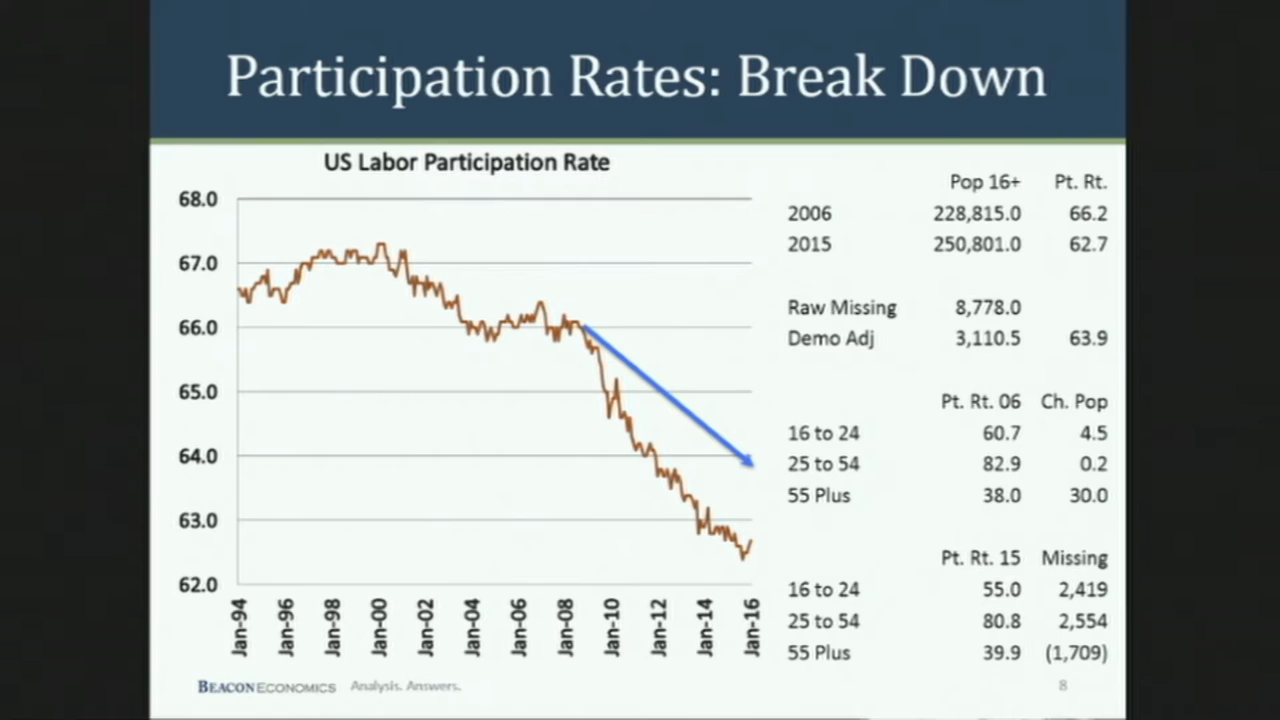 Participation Rates: Break Down
US Labor Participation Rate
68.0
67.0
66.0
65.0
64.0
63.0
62.0
Jan-94
Jan-96
Jan-98
Jan-00
Jan-02
Jan-04
Jan-06
Jan-08
Jan-10
Jan-12
Jan-14
Jan-16
Pop 16+ Pt. Rt.
2006 228,815.0 66.2
2015 250,801.0 62.7
Raw Missing 8,778.0
Demo Adj 3,110.5 63.9
Pt. Rt. 06 Ch. Pop
16 to 24 60.7 4.5
25 to 54 82.9 0.2
55 Plus 38.0 30.0
Pt. Rt. 15 Missing
16 to 24 55.0 2,419
25 to 54 80.8 2,554
55 Plus 39.9 (1,709)
BEACONECONOMICS Analysis. Answers. 8